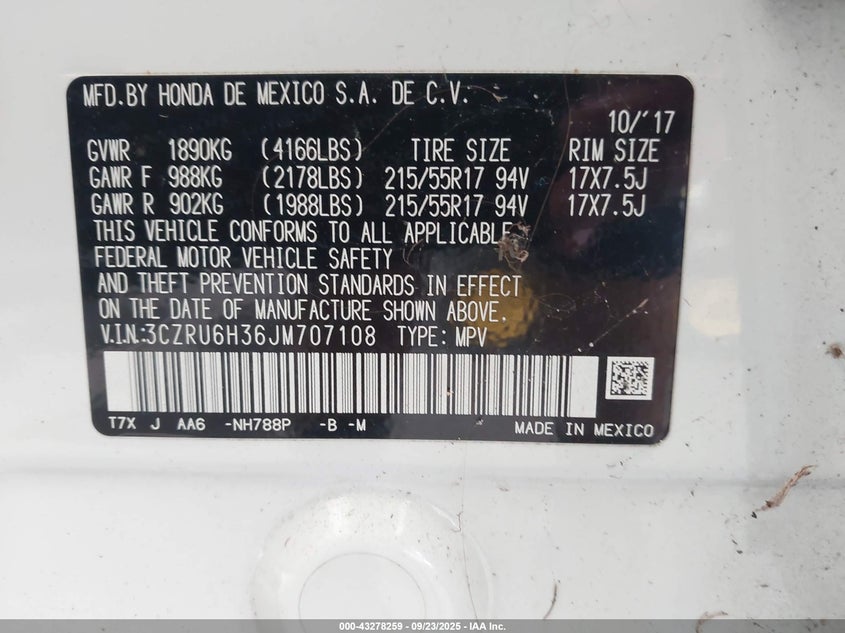 MFD.BY HONDA DE MEXICO S.A. DE C.V.
10/'17
GVWR 1890KG (4166LBS) TIRE SIZE RIM SIZE
GAWR F 988KG (2178LBS) 215/55R17 94V 17X7.5J
GAWR R 902KG (1988LBS) 215/55R17 94V 17X7.5J
THIS VEHICLE CONFORMS TO ALL APPLICABLE
FEDERAL MOTOR VEHICLE SAFETY
AND THEFT PREVENTION STANDARDS IN EFFECT
ON THE DATE OF MANUFACTURE SHOWN ABOVE.
V.I.N.:3CZRU6H36JM707108 TYPE: MPV
T7X J AA6 -NH788P -B -M MADE IN MEXICO
000-43278259 - 09/23/2025 - IAA Inc.